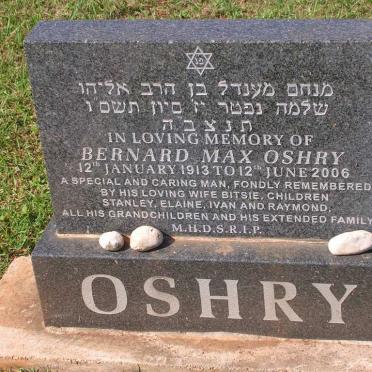 מנחם מענדל בן הרב אליהו
שלמה נפטר יז סיון תשס ו
ת נ צ ב ה
IN LOVING MEMORY OF
BERNARD MAX OSHRY
12TH JANUARY 1913 TO 12TH JUNE 2006
A SPECIAL AND CARING MAN, FONDLY REMEMBERED
BY HIS LOVING WIFE BITSIE, CHILDREN
STANLEY, ELAINE, IVAN AND RAYMOND,
ALL HIS GRANDCHILDREN AND HIS EXTENDED FAMILY
M.H.D.S.R.I.P.
OSHRY